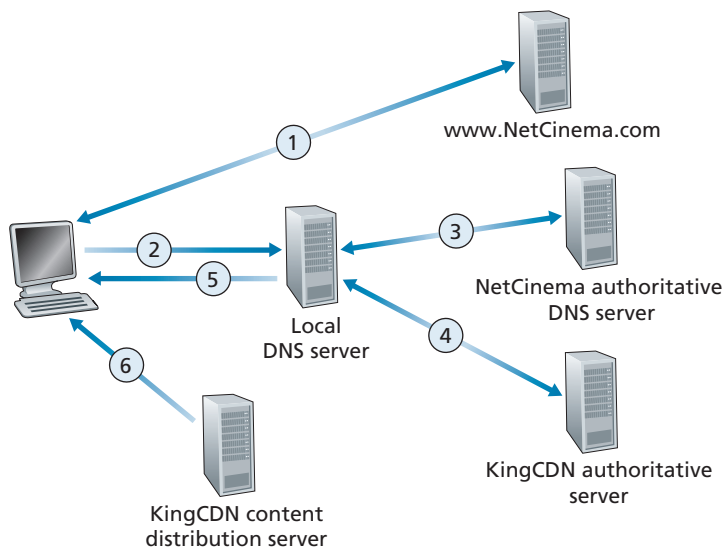 www.NetCinema.com
1
2
3
NetCinema authoritative
DNS server
5
Local
DNS server
4
6
KingCDN authoritative
server
KingCDN content
distribution server